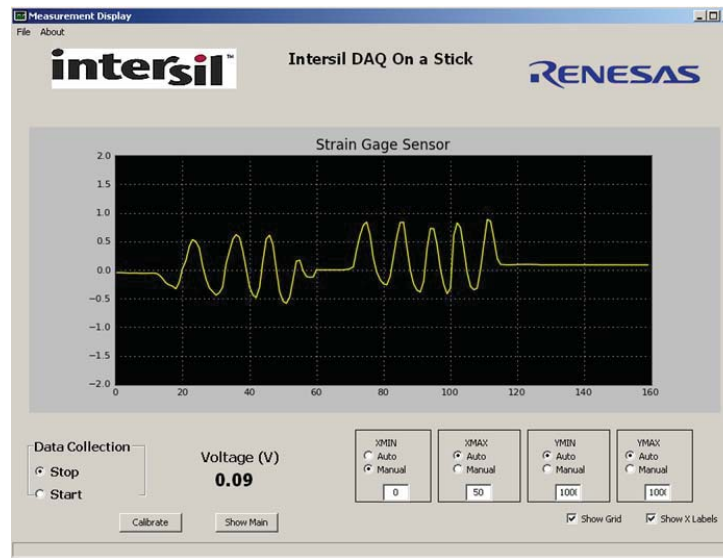 Measurement Display
File About
intersil™
Intersil DAQ On a Stick
RENESAS
Strain Gage Sensor
2.0
1.5
1.0
0.5
0.0
−0.5
−1.0
−1.5
−2.0
0 20 40 60 80 100 120 140 160
Data Collection
Stop
Start
Voltage (V)
0.09
XMIN
Auto
Manual
0
XMAX
Auto
Manual
50
YMIN
Auto
Manual
YMAX
Auto
Manual
Calibrate
Show Main
Show Grid
Show X Labels